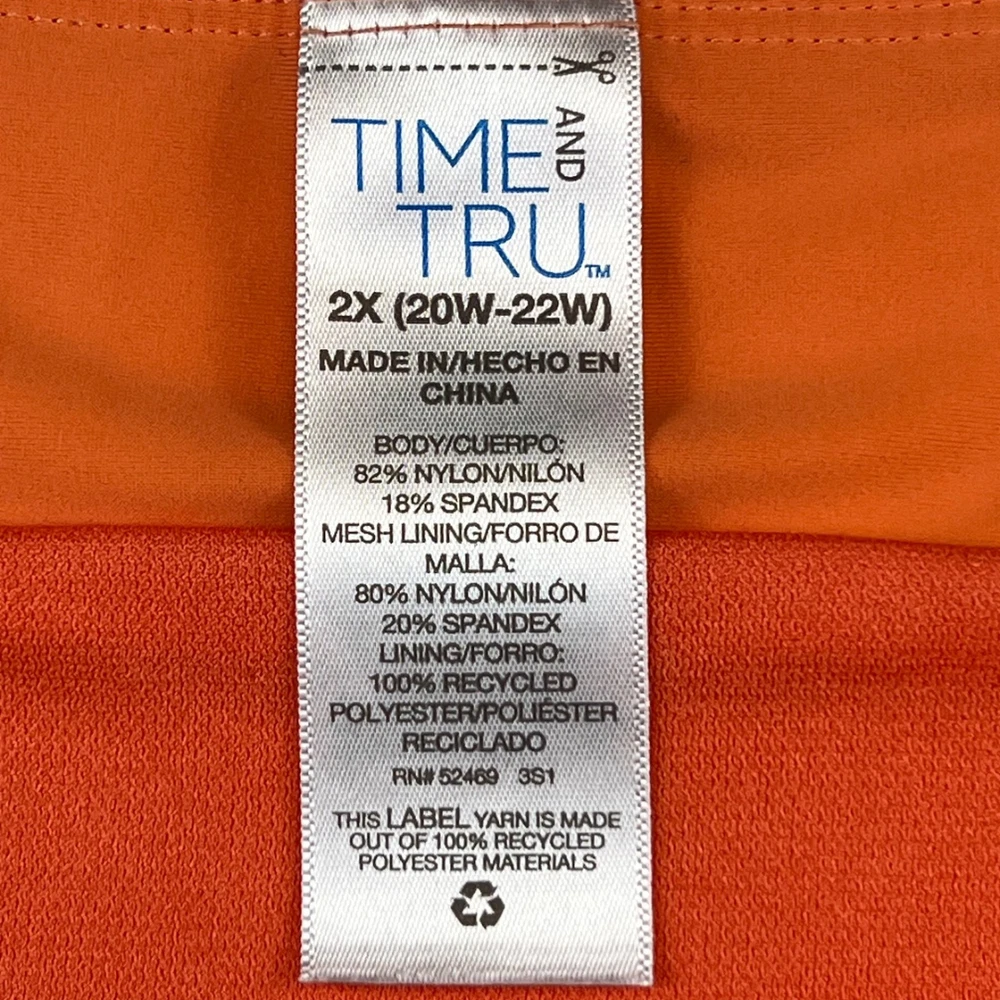 TIME AND
TRU™
2X (20W-22W)
MADE IN/HECHO EN
CHINA
BODY/CUERPO:
82% NYLON/NILÓN
18% SPANDEX
MESH LINING/FORRO DE
MALLA:
80% NYLON/NILÓN
20% SPANDEX
LINING/FORRO:
100% RECYCLED
POLYESTER/POLIÉSTER
RECICLADO
RN# 52469 3S1
THIS LABEL YARN IS MADE
OUT OF 100% RECYCLED
POLYESTER MATERIALS